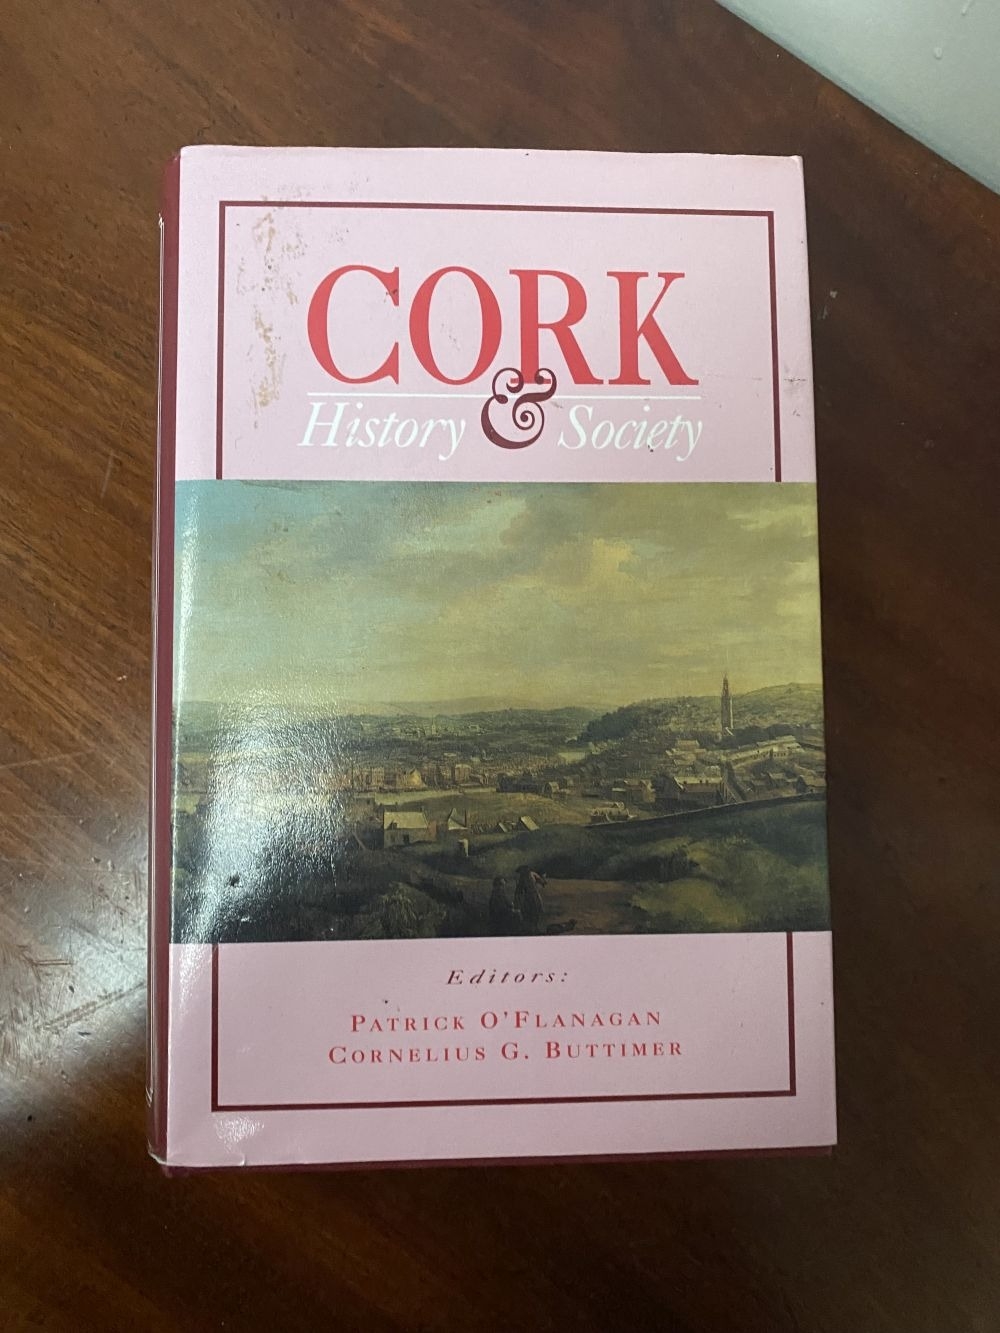 CORK
History & Society
Editors:
PATRICK O'FLANAGAN
CORNELIUS G. BUTTIMER